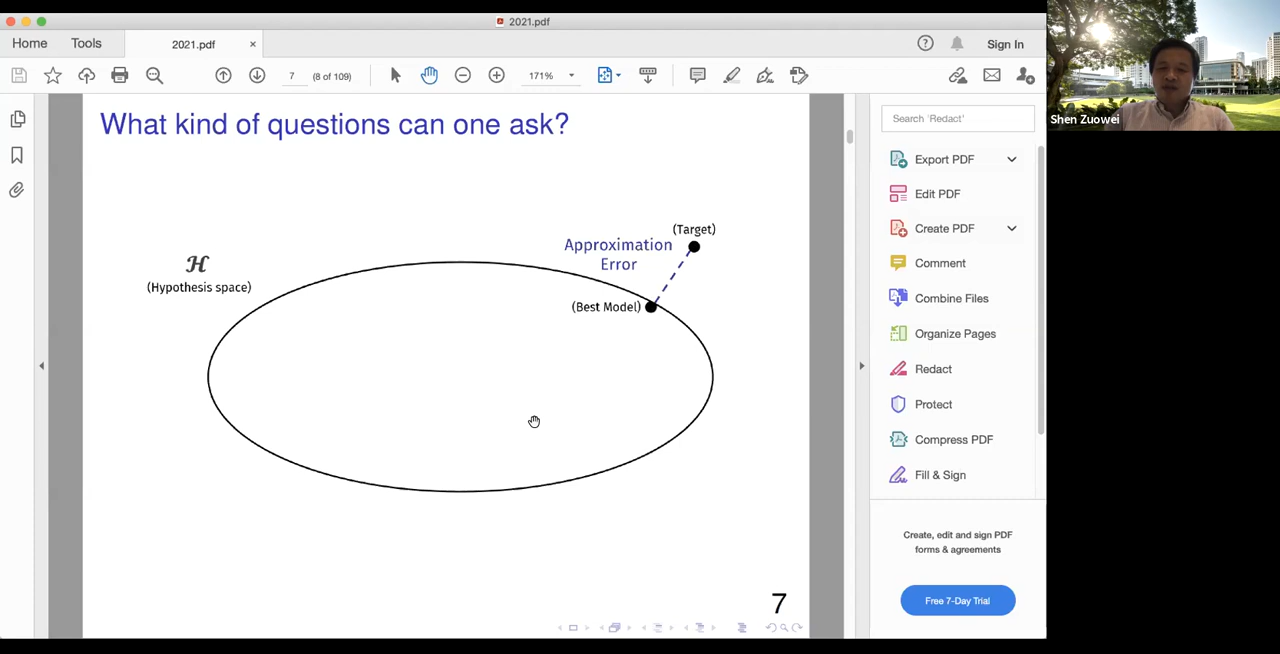 2021.pdf
Home
Tools
2021.pdf
×
Sign In
7
(8 of 109)
171%
What kind of questions can one ask?
(Target)
Approximation
Error
ℋ
(Hypothesis space)
(Best Model)
7
Search 'Redact'
Export PDF
Edit PDF
Create PDF
Comment
Combine Files
Organize Pages
Redact
Protect
Compress PDF
Fill & Sign
Create, edit and sign PDF
forms & agreements
Free 7-Day Trial
Shen Zuowei